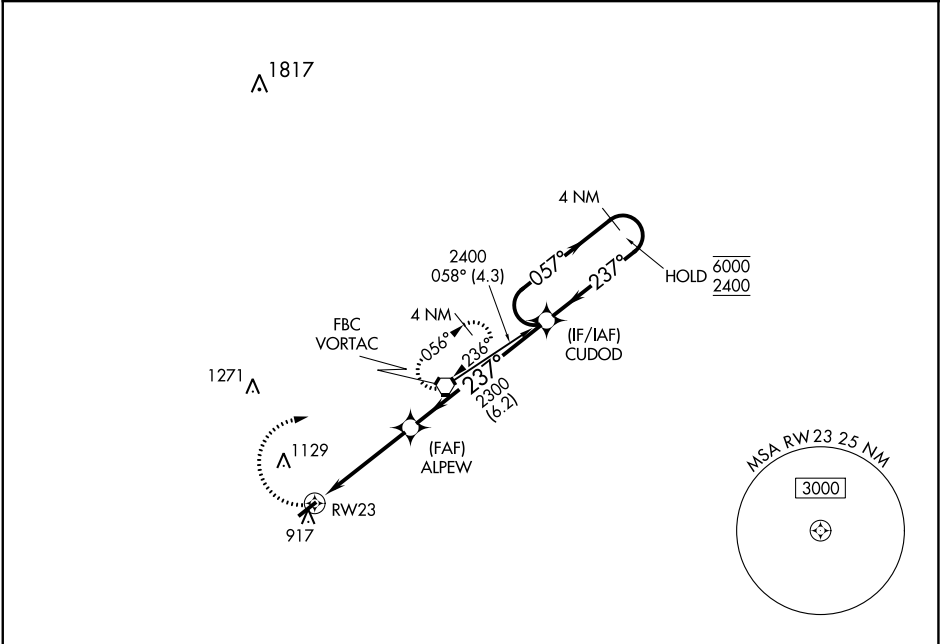 1817
4 NM
2400
058° (4.3)
057°
237°
HOLD 6000
2400
4 NM
FBC
VORTAC
056°
236°
(IF/IAF)
CUDOD
237°
2300
(6.2)
1271
(FAF)
ALPEW
1129
RW23
917
MSA RW23 25 NM
3000